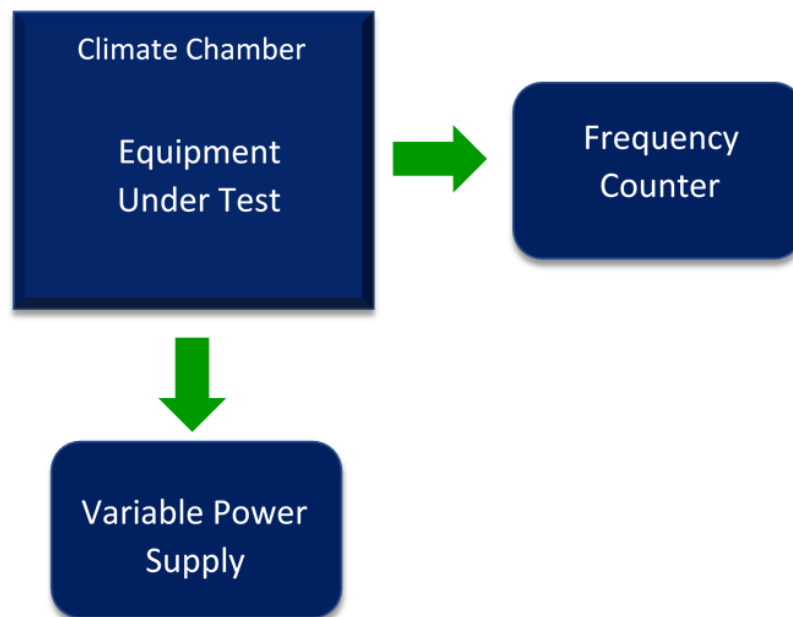 Climate Chamber
Equipment
Under Test
Frequency
Counter
Variable Power
Supply